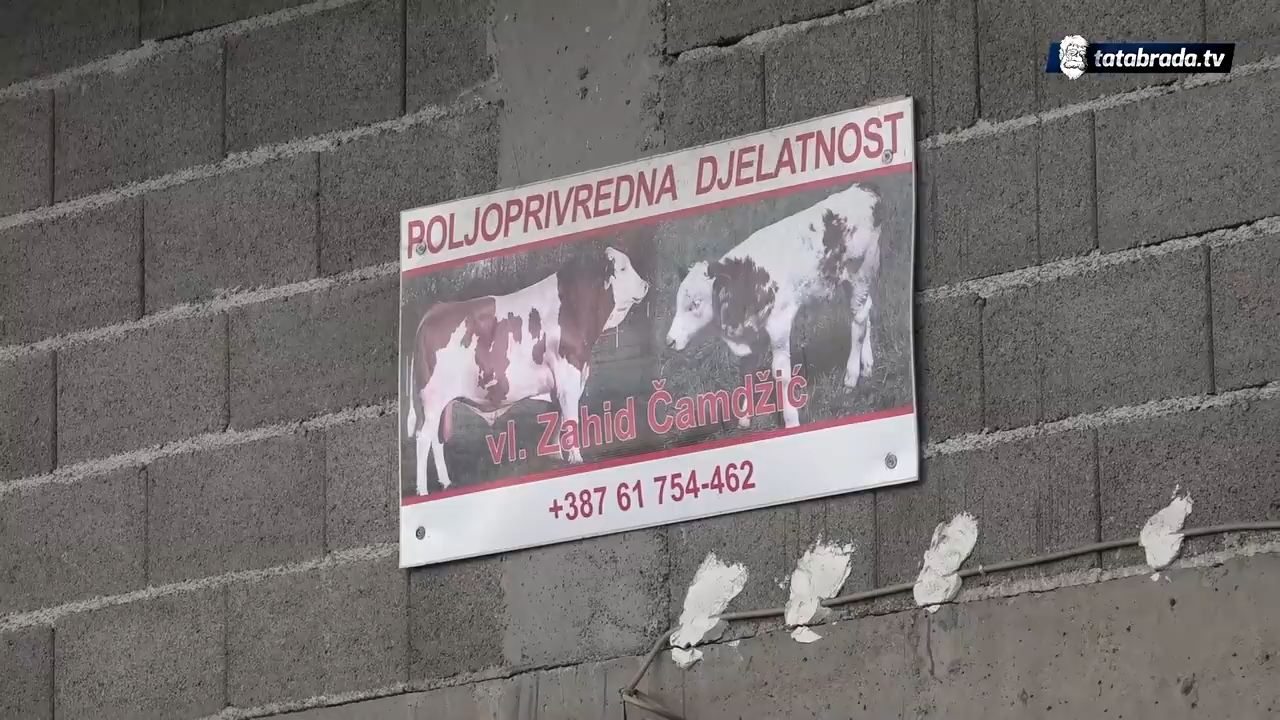 tatabrada.tv
POLJOPRIVREDNA DJELATNOST
vl. Zahid Čamdžić
+387 61 754-462